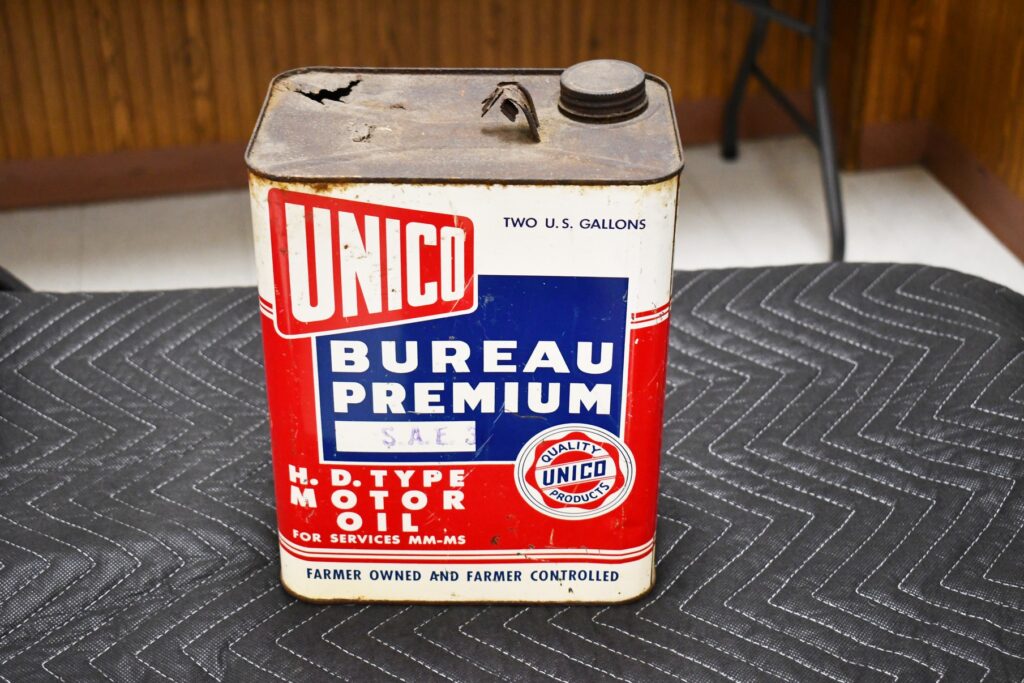 UNICO
TWO U.S. GALLONS
BUREAU
PREMIUM
S.A.E. 3
H. D. TYPE
MOTOR
OIL
FOR SERVICES MM-MS
QUALITY
UNICO
PRODUCTS
FARMER OWNED AND FARMER CONTROLLED